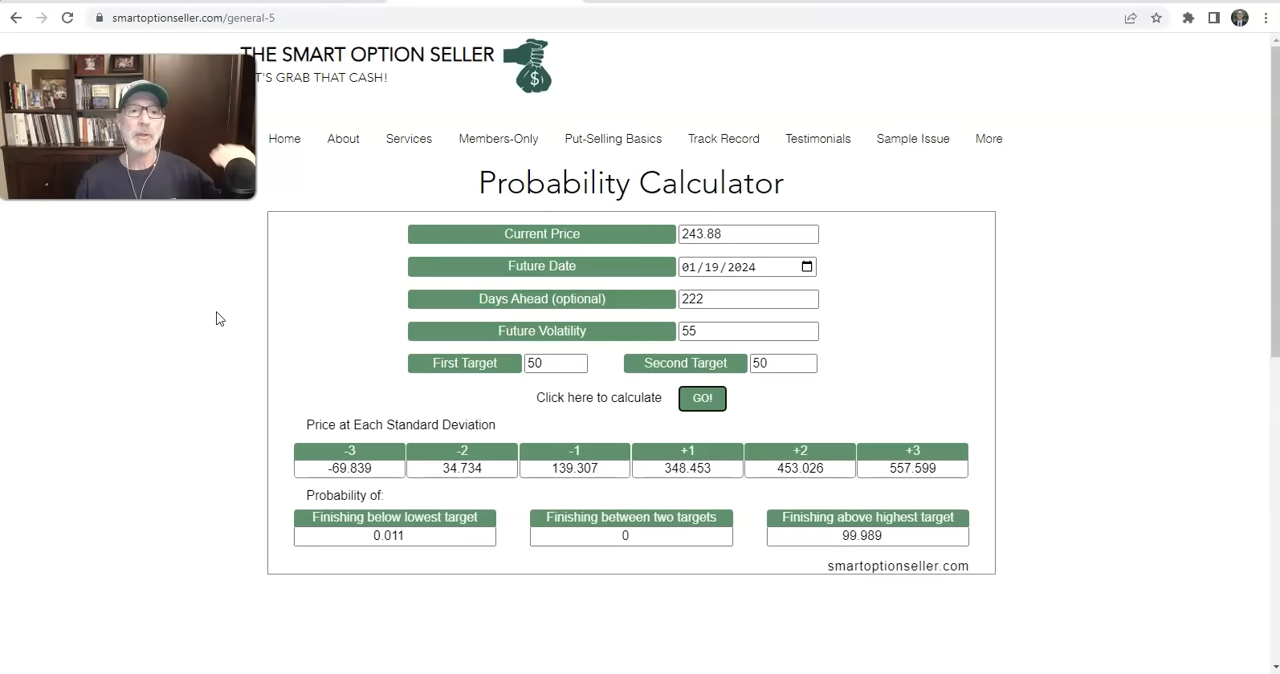 smartoptionseller.com/general-5
THE SMART OPTION SELLER
T'S GRAB THAT CASH!
$
Home About Services Members-Only Put-Selling Basics Track Record Testimonials Sample Issue More
Probability Calculator
Current Price 243.88
Future Date 01/19/2024
Days Ahead (optional) 222
Future Volatility 55
First Target 50 Second Target 50
Click here to calculate GO!
Price at Each Standard Deviation
-3 -2 -1 +1 +2 +3
-69.839 34.734 139.307 348.453 453.026 557.599
Probability of:
Finishing below lowest target Finishing between two targets Finishing above highest target
0.011 0 99.989
smartoptionseller.com